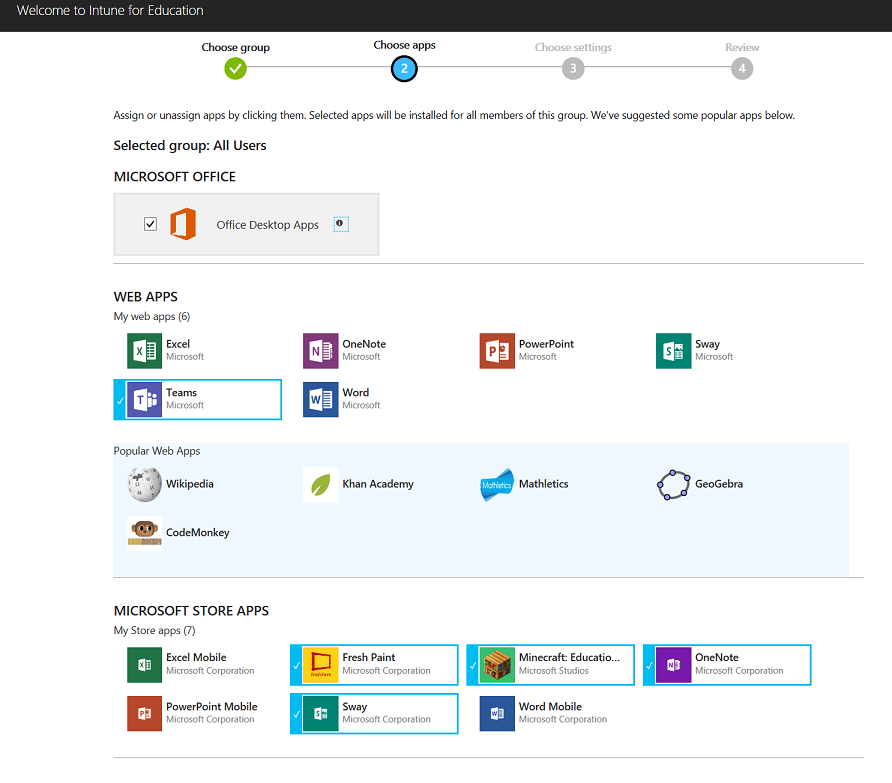 Welcome to Intune for Education
Choose group
Choose apps
Choose settings
Review
2
3
4
Assign or unassign apps by clicking them. Selected apps will be installed for all members of this group. We've suggested some popular apps below.
Selected group: All Users
MICROSOFT OFFICE
Office Desktop Apps
WEB APPS
My web apps (6)
Excel
Microsoft
OneNote
Microsoft
PowerPoint
Microsoft
Sway
Microsoft
Teams
Microsoft
Word
Microsoft
Popular Web Apps
Wikipedia
Khan Academy
Mathletics
Mathletics
GeoGebra
CODEMONKEY
CodeMonkey
MICROSOFT STORE APPS
My Store apps (7)
Excel Mobile
Microsoft Corporation
FreshPaint
Fresh Paint
Microsoft Corporation
Minecraft: Educatio...
Microsoft Studios
OneNote
Microsoft Corporation
PowerPoint Mobile
Microsoft Corporation
Sway
Microsoft Corporation
Word Mobile
Microsoft Corporation